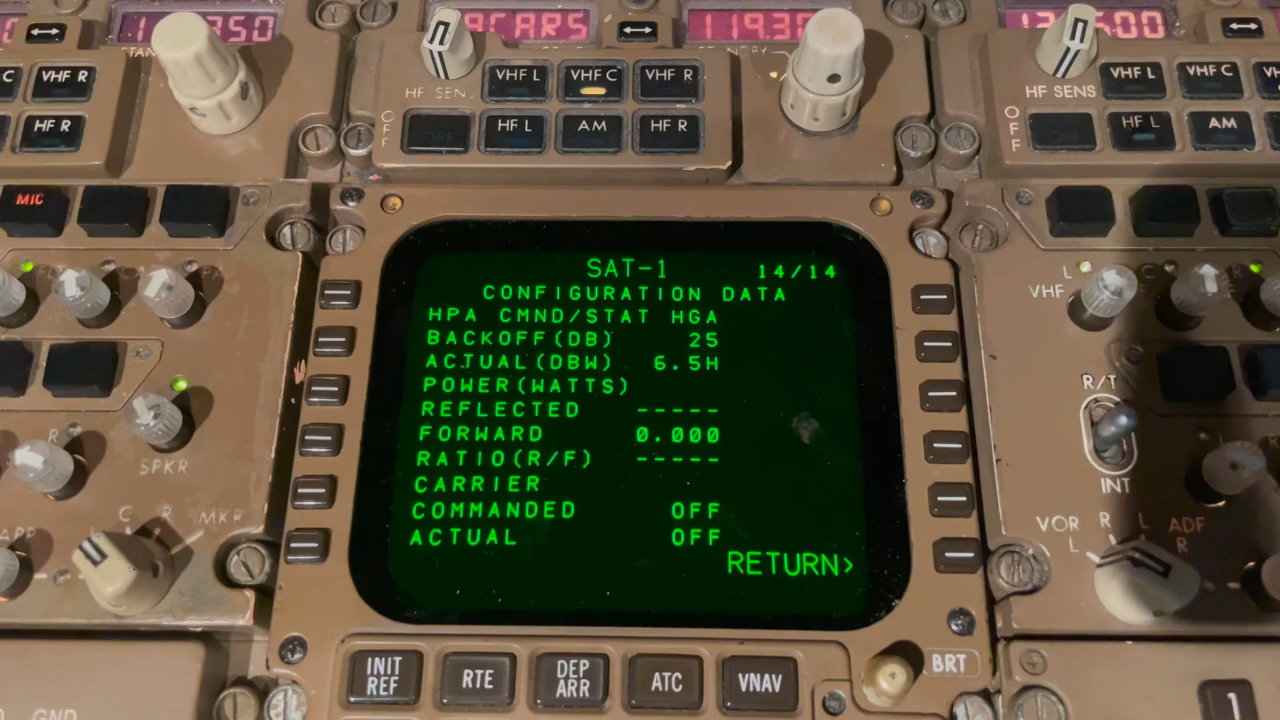 ACARS
VHF R
HF SENS
VHF L VHF C VHF R
HF SENS
VHF L VHF C
HF R
OFF
HF L AM HF R
OFF
HF L AM
MIC
SAT-1 14/14
CONFIGURATION DATA
HPA CMND/STAT HGA
BACKOFF(DB) 25
ACTUAL(DBW) 6.5H
POWER(WATTS)
REFLECTED -----
FORWARD 0.000
RATIO(R/F) -----
CARRIER
COMMANDED OFF
ACTUAL OFF
RETURN>
L C R
VHF
R/T
INT
R
SPKR
APP C R MKR
VOR L R L ADF R
INIT REF
RTE
DEP ARR
ATC
VNAV
BRT
GND
1